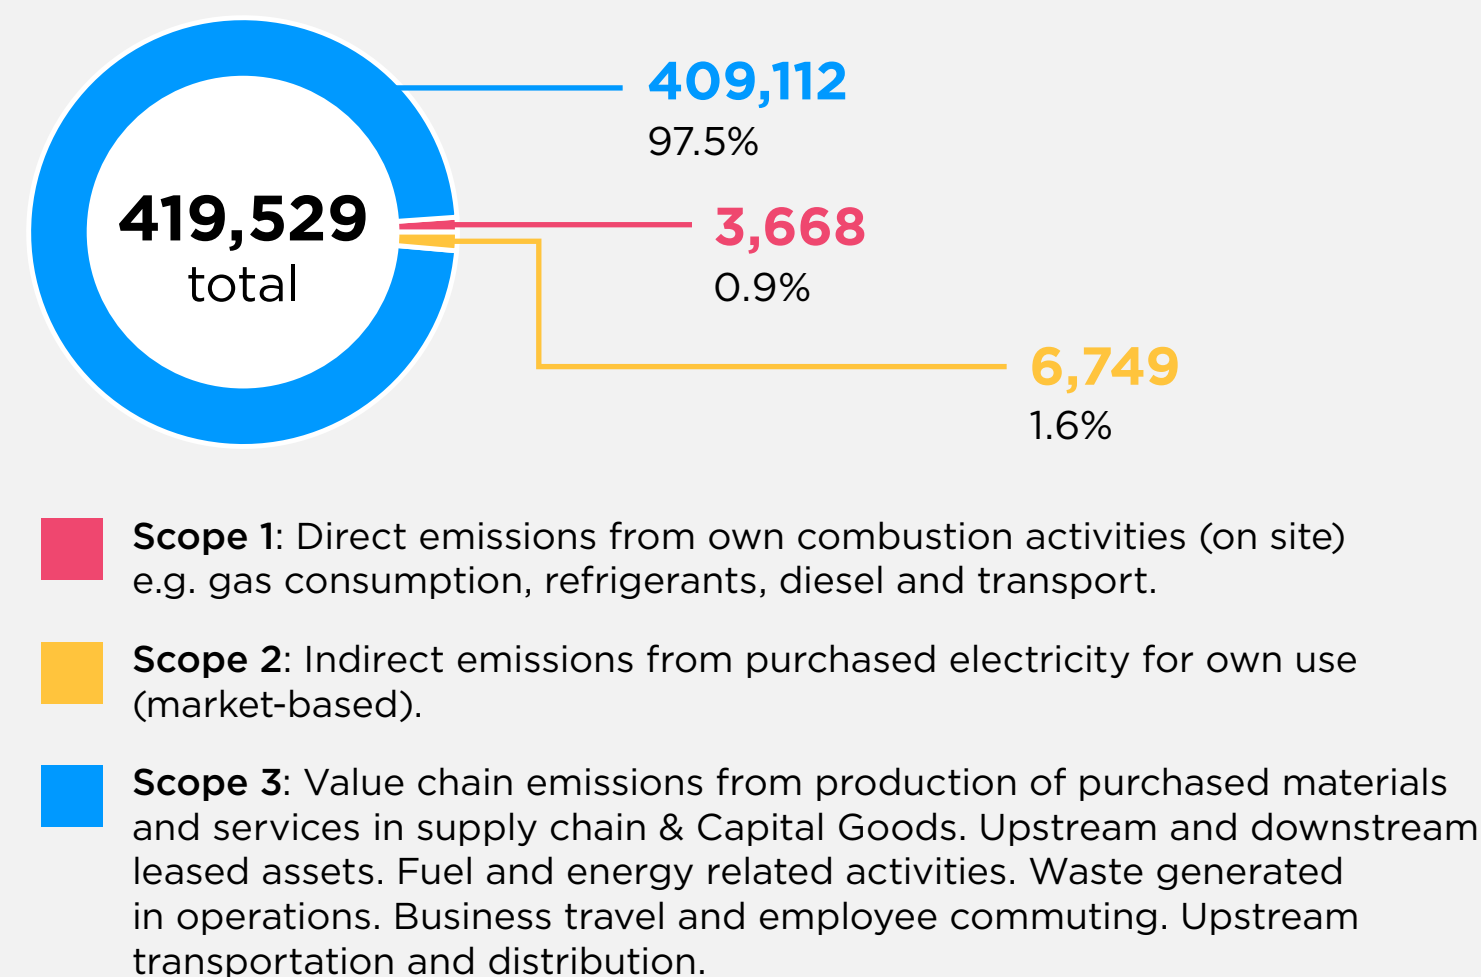 409,112
97.5%
419,529
total
3,668
0.9%
6,749
1.6%
Scope 1: Direct emissions from own combustion activities (on site)
e.g. gas consumption, refrigerants, diesel and transport.
Scope 2: Indirect emissions from purchased electricity for own use
(market-based).
Scope 3: Value chain emissions from production of purchased materials
and services in supply chain & Capital Goods. Upstream and downstream
leased assets. Fuel and energy related activities. Waste generated
in operations. Business travel and employee commuting. Upstream
transportation and distribution.